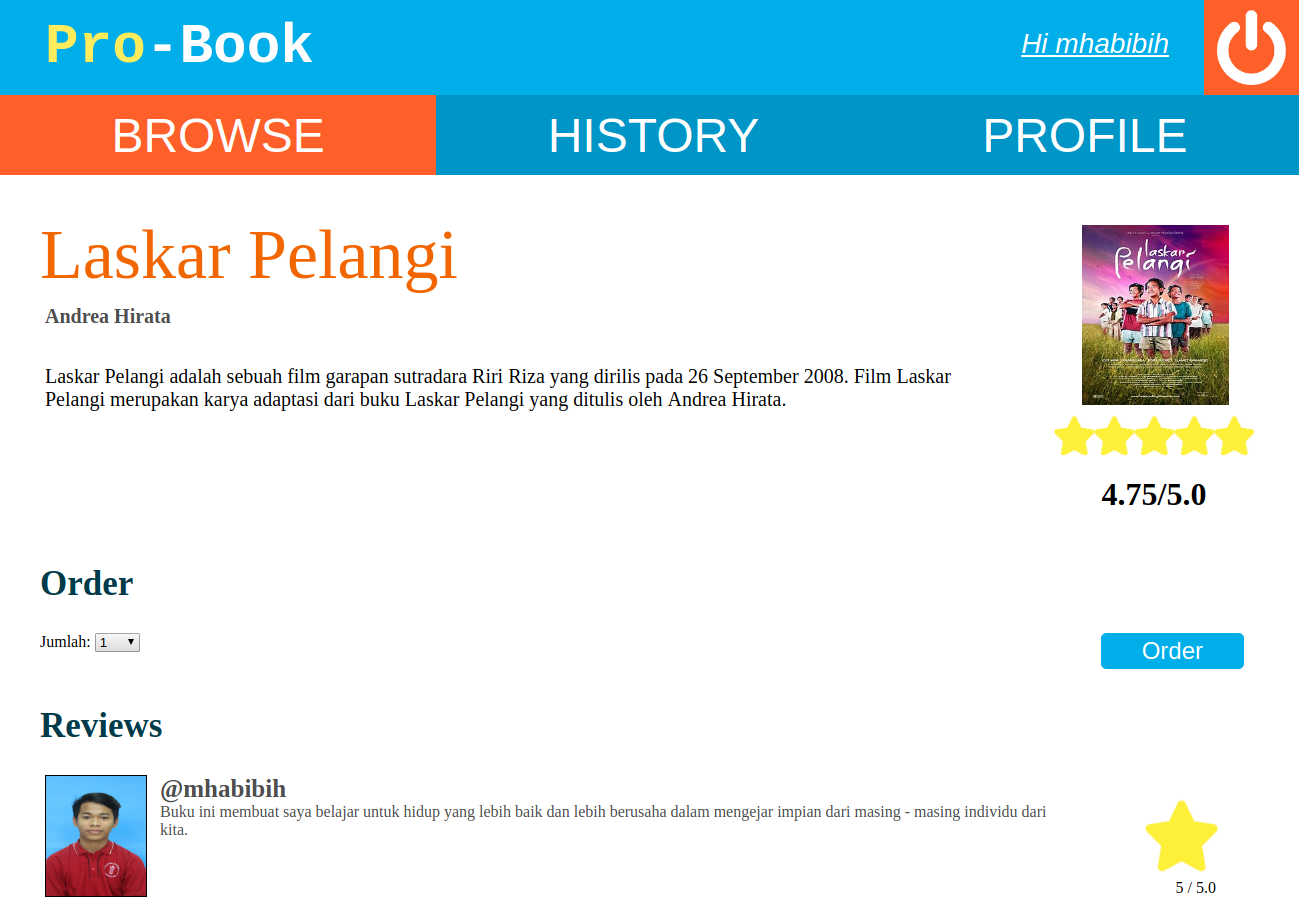 Pro-Book
Hi mhabibih
BROWSE
HISTORY
PROFILE
Laskar Pelangi
Andrea Hirata
Laskar Pelangi adalah sebuah film garapan sutradara Riri Riza yang dirilis pada 26 September 2008. Film Laskar
Pelangi merupakan karya adaptasi dari buku Laskar Pelangi yang ditulis oleh Andrea Hirata.
laskar
pelangi
4.75/5.0
Order
Jumlah: 1
Order
Reviews
@mhabibih
Buku ini membuat saya belajar untuk hidup yang lebih baik dan lebih berusaha dalam mengejar impian dari masing - masing individu dari
kita.
5 / 5.0